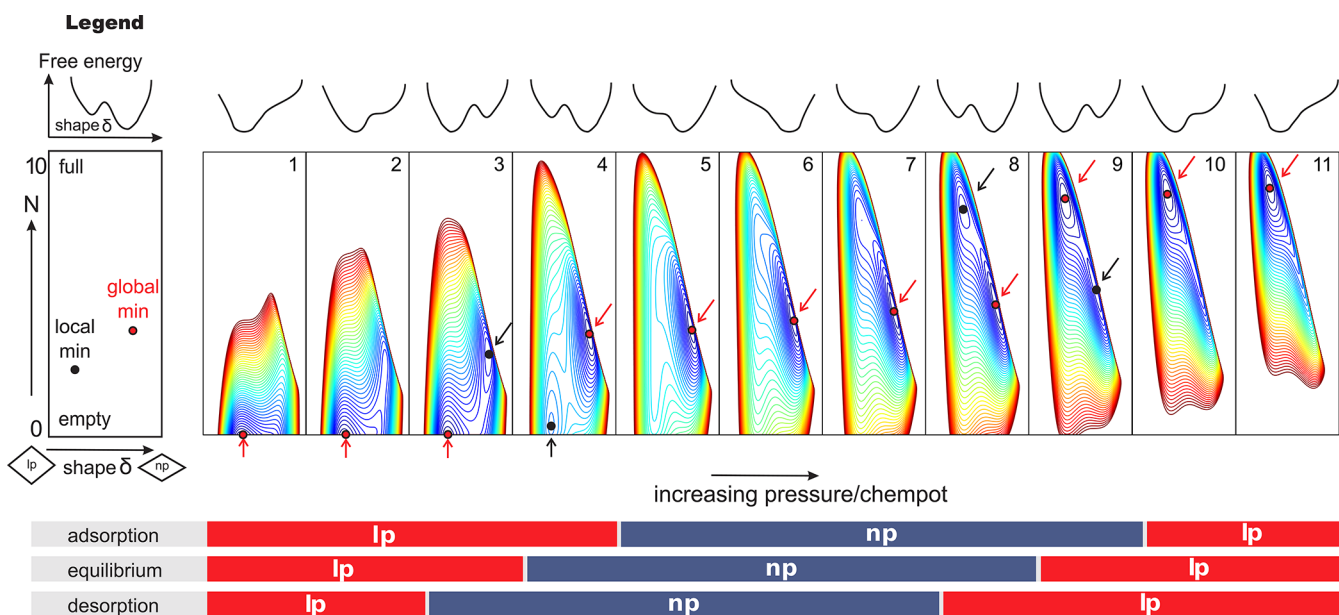 Legend
Free energy
shape δ
10 full
N
global min
local min
0 empty
lp shape δ np
1 2 3 4 5 6 7 8 9 10 11
increasing pressure/chempot
adsorption lp np lp
equilibrium lp np lp
desorption lp np lp